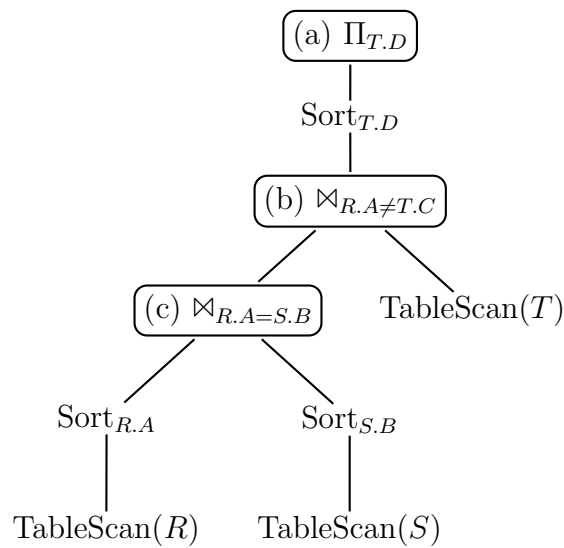 (a) Π_{T.D}
Sort_{T.D}
(b) ⋈_{R.A≠T.C}
(c) ⋈_{R.A=S.B}
TableScan(T)
Sort_{R.A}
Sort_{S.B}
TableScan(R)
TableScan(S)